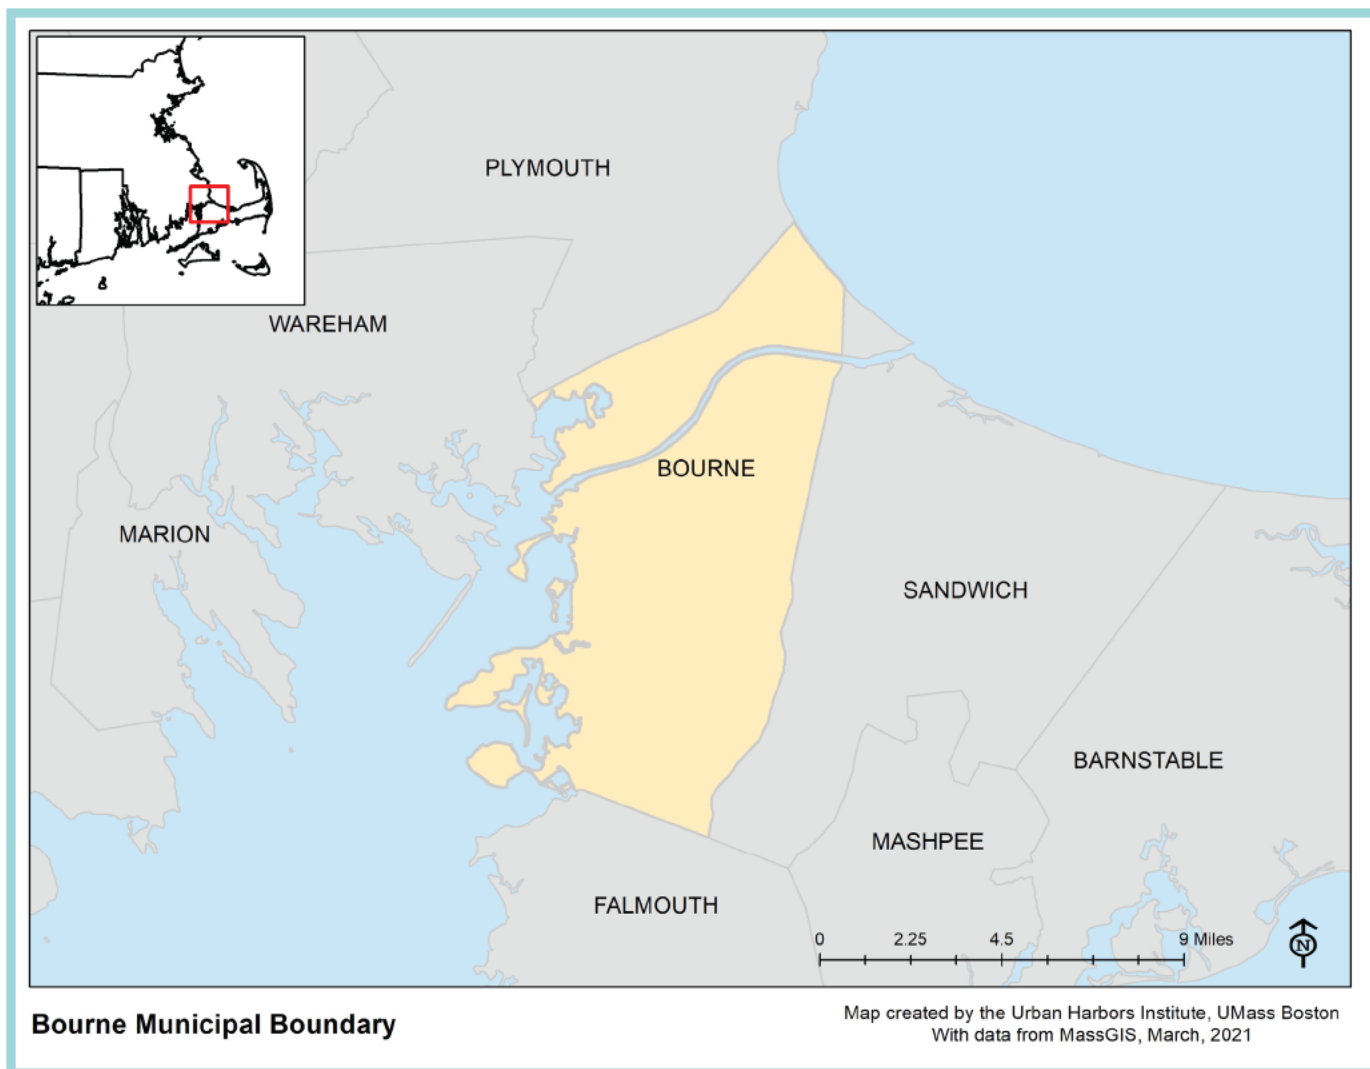 PLYMOUTH
WAREHAM
BOURNE
MARION
SANDWICH
BARNSTABLE
MASHPEE
FALMOUTH
0 2.25 4.5 9 Miles
N
Bourne Municipal Boundary
Map created by the Urban Harbors Institute, UMass Boston
With data from MassGIS, March, 2021